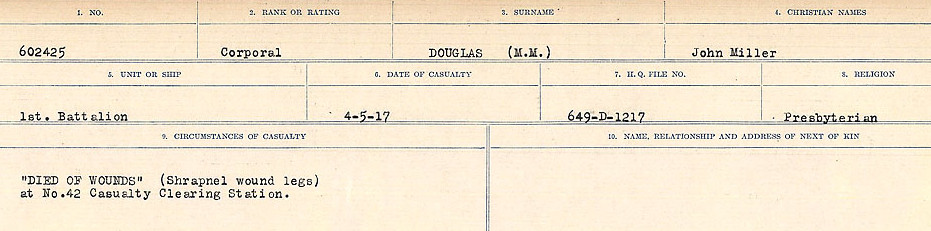 1. NO. 2. RANK OR RATING 3. SURNAME 4. CHRISTIAN NAMES
602425 Corporal DOUGLAS (M.M.) John Miller
5. UNIT OR SHIP 6. DATE OF CASUALTY 7. H. Q. FILE NO. 8. RELIGION
1st. Battalion 4-5-17 649-D-1217 Presbyterian
9. CIRCUMSTANCES OF CASUALTY 10. NAME, RELATIONSHIP AND ADDRESS OF NEXT OF KIN
"DIED OF WOUNDS" (Shrapnel wound legs)
at No.42 Casualty Clearing Station.